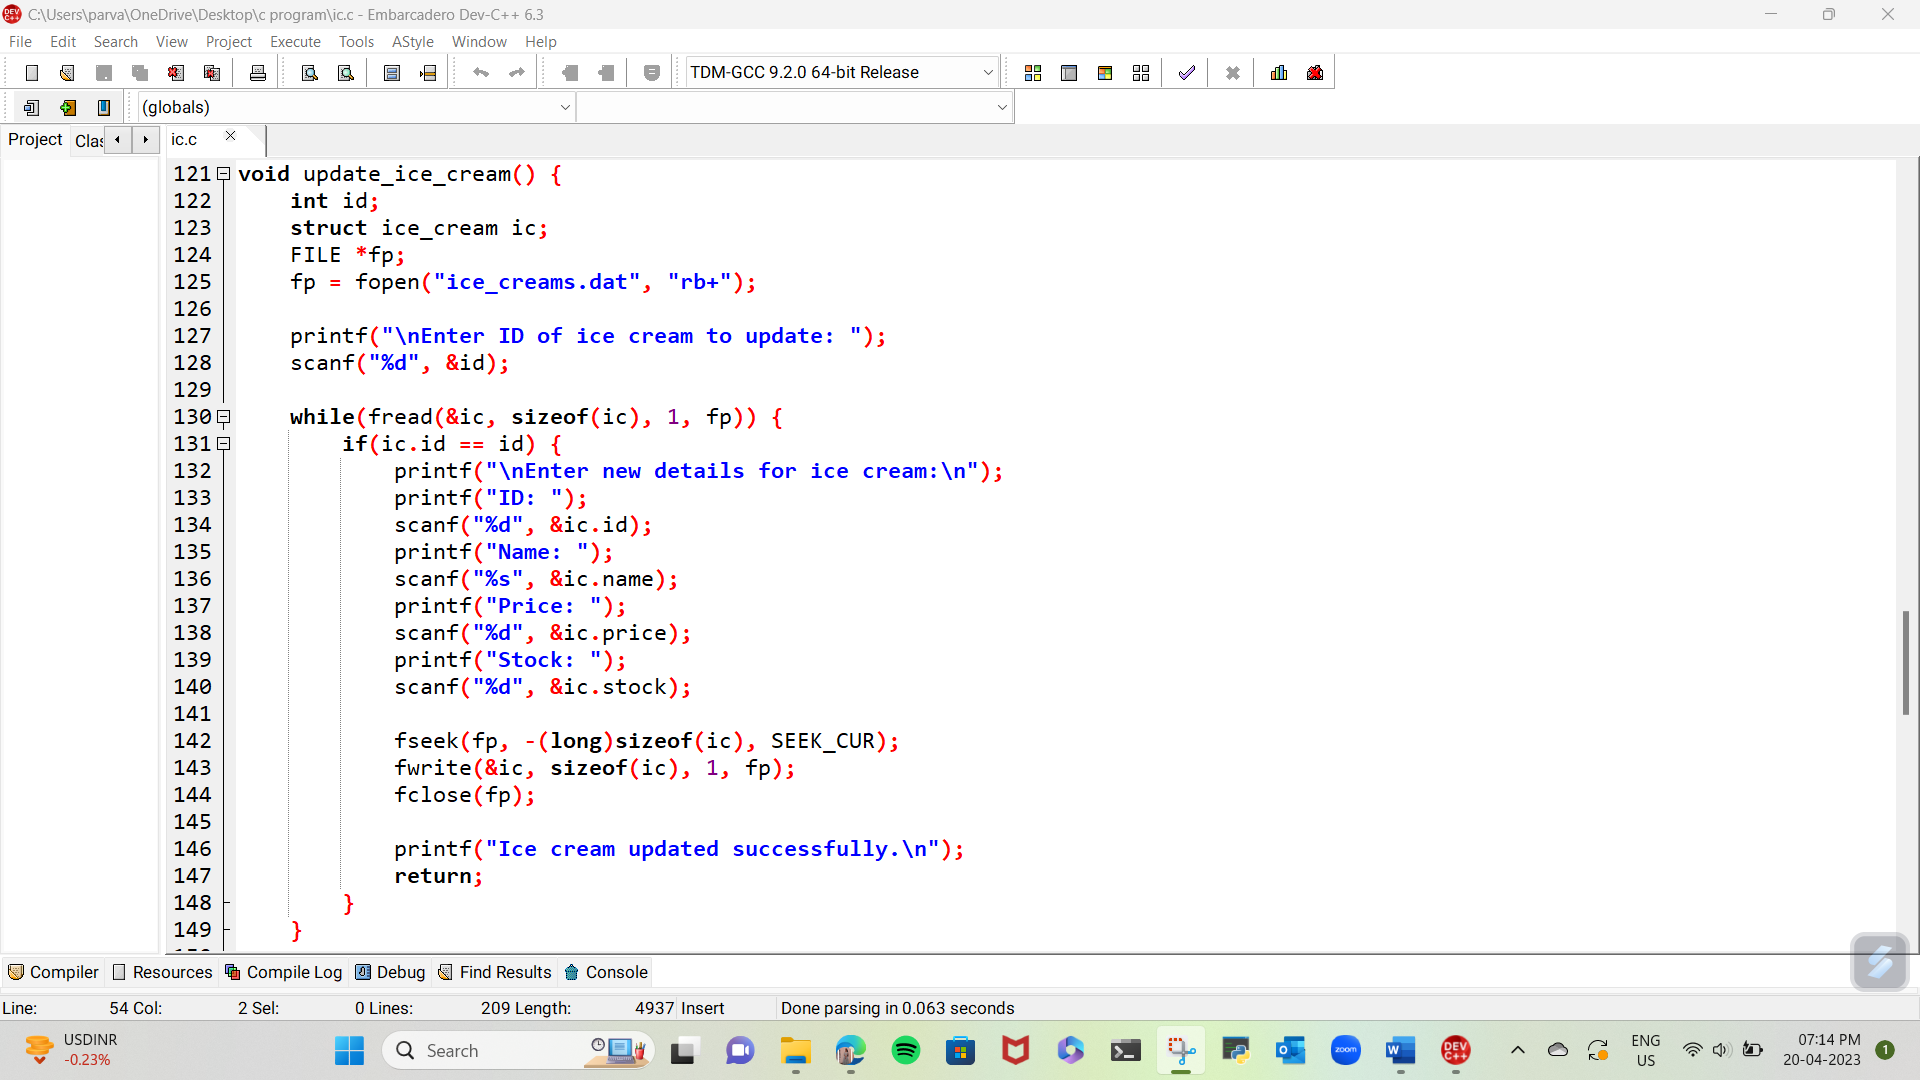 C:\Users\parva\OneDrive\Desktop\c program\ic.c - Embarcadero Dev-C++ 6.3
File Edit Search View Project Execute Tools AStyle Window Help
TDM-GCC 9.2.0 64-bit Release
(globals)
Project Clas ic.c
121 void update_ice_cream() {
122 int id;
123 struct ice_cream ic;
124 FILE *fp;
125 fp = fopen("ice_creams.dat", "rb+");
126
127 printf("\nEnter ID of ice cream to update: ");
128 scanf("%d", &id);
129
130 while(fread(&ic, sizeof(ic), 1, fp)) {
131 if(ic.id == id) {
132 printf("\nEnter new details for ice cream:\n");
133 printf("ID: ");
134 scanf("%d", &ic.id);
135 printf("Name: ");
136 scanf("%s", &ic.name);
137 printf("Price: ");
138 scanf("%d", &ic.price);
139 printf("Stock: ");
140 scanf("%d", &ic.stock);
141
142 fseek(fp, -(long)sizeof(ic), SEEK_CUR);
143 fwrite(&ic, sizeof(ic), 1, fp);
144 fclose(fp);
145
146 printf("Ice cream updated successfully.\n");
147 return;
148 }
149 }
Compiler Resources Compile Log Debug Find Results Console
Line: 54 Col: 2 Sel: 0 Lines: 209 Length: 4937 Insert Done parsing in 0.063 seconds
USDINR
-0.23%
Search
zoom
DEV C++
ENG
US
07:14 PM
20-04-2023
1